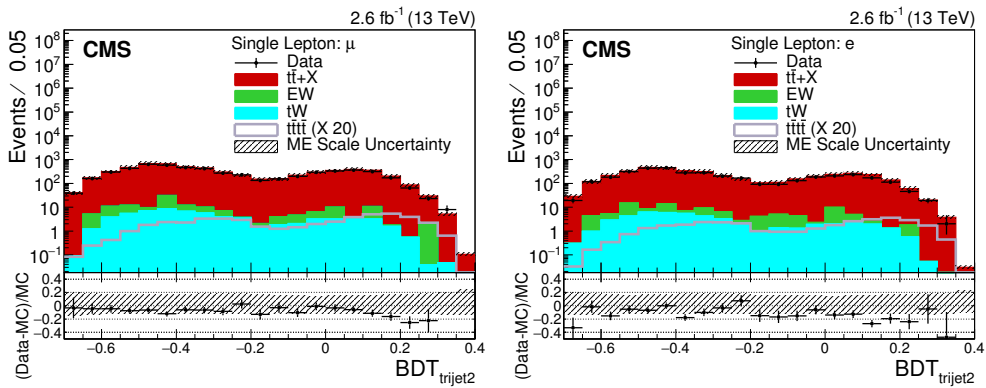 2.6 fb⁻¹ (13 TeV)
CMS
Single Lepton: μ
Data
tt̄+X
EW
tW
tt̄tt̄ (X 20)
ME Scale Uncertainty
Events / 0.05
10⁸
10⁷
10⁶
10⁵
10⁴
10³
10²
10
1
10⁻¹
(Data-MC)/MC
0.4
0.2
0
−0.2
−0.4
−0.6 −0.4 −0.2 0 0.2 0.4
BDT_trijet2
2.6 fb⁻¹ (13 TeV)
CMS
Single Lepton: e
Data
tt̄+X
EW
tW
tt̄tt̄ (X 20)
ME Scale Uncertainty
Events / 0.05
10⁸
10⁷
10⁶
10⁵
10⁴
10³
10²
10
1
10⁻¹
(Data-MC)/MC
0.4
0.2
0
−0.2
−0.4
−0.6 −0.4 −0.2 0 0.2 0.4
BDT_trijet2